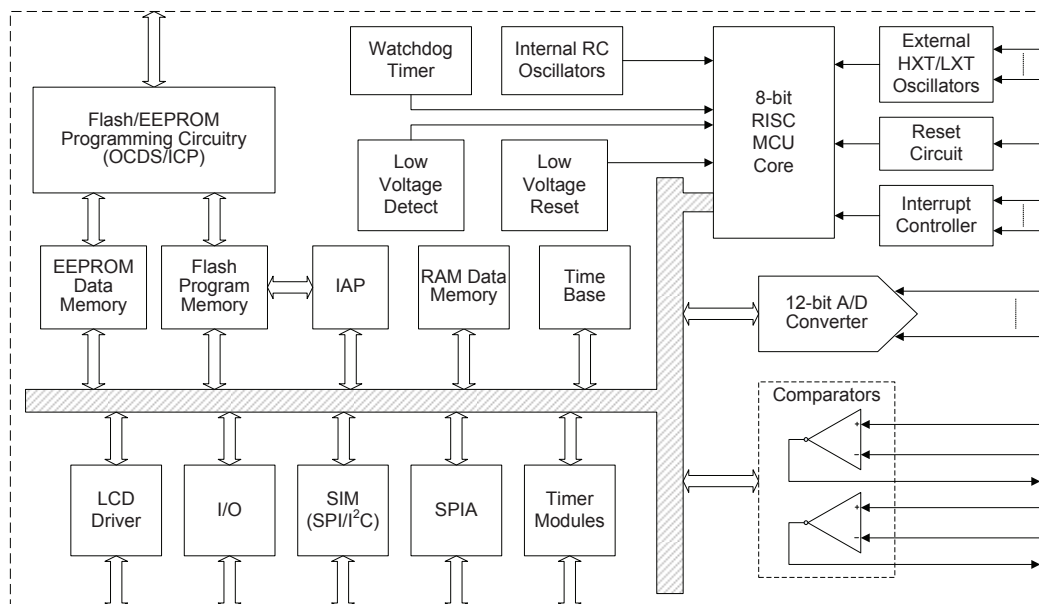 Watchdog
Timer
Internal RC
Oscillators
8-bit
RISC
MCU
Core
External
HXT/LXT
Oscillators
Flash/EEPROM
Programming Circuitry
(OCDS/ICP)
Low
Voltage
Detect
Low
Voltage
Reset
Reset
Circuit
Interrupt
Controller
EEPROM
Data
Memory
Flash
Program
Memory
IAP
RAM Data
Memory
Time
Base
12-bit A/D
Converter
Comparators
+
−
+
−
LCD
Driver
I/O
SIM
(SPI/I²C)
SPIA
Timer
Modules